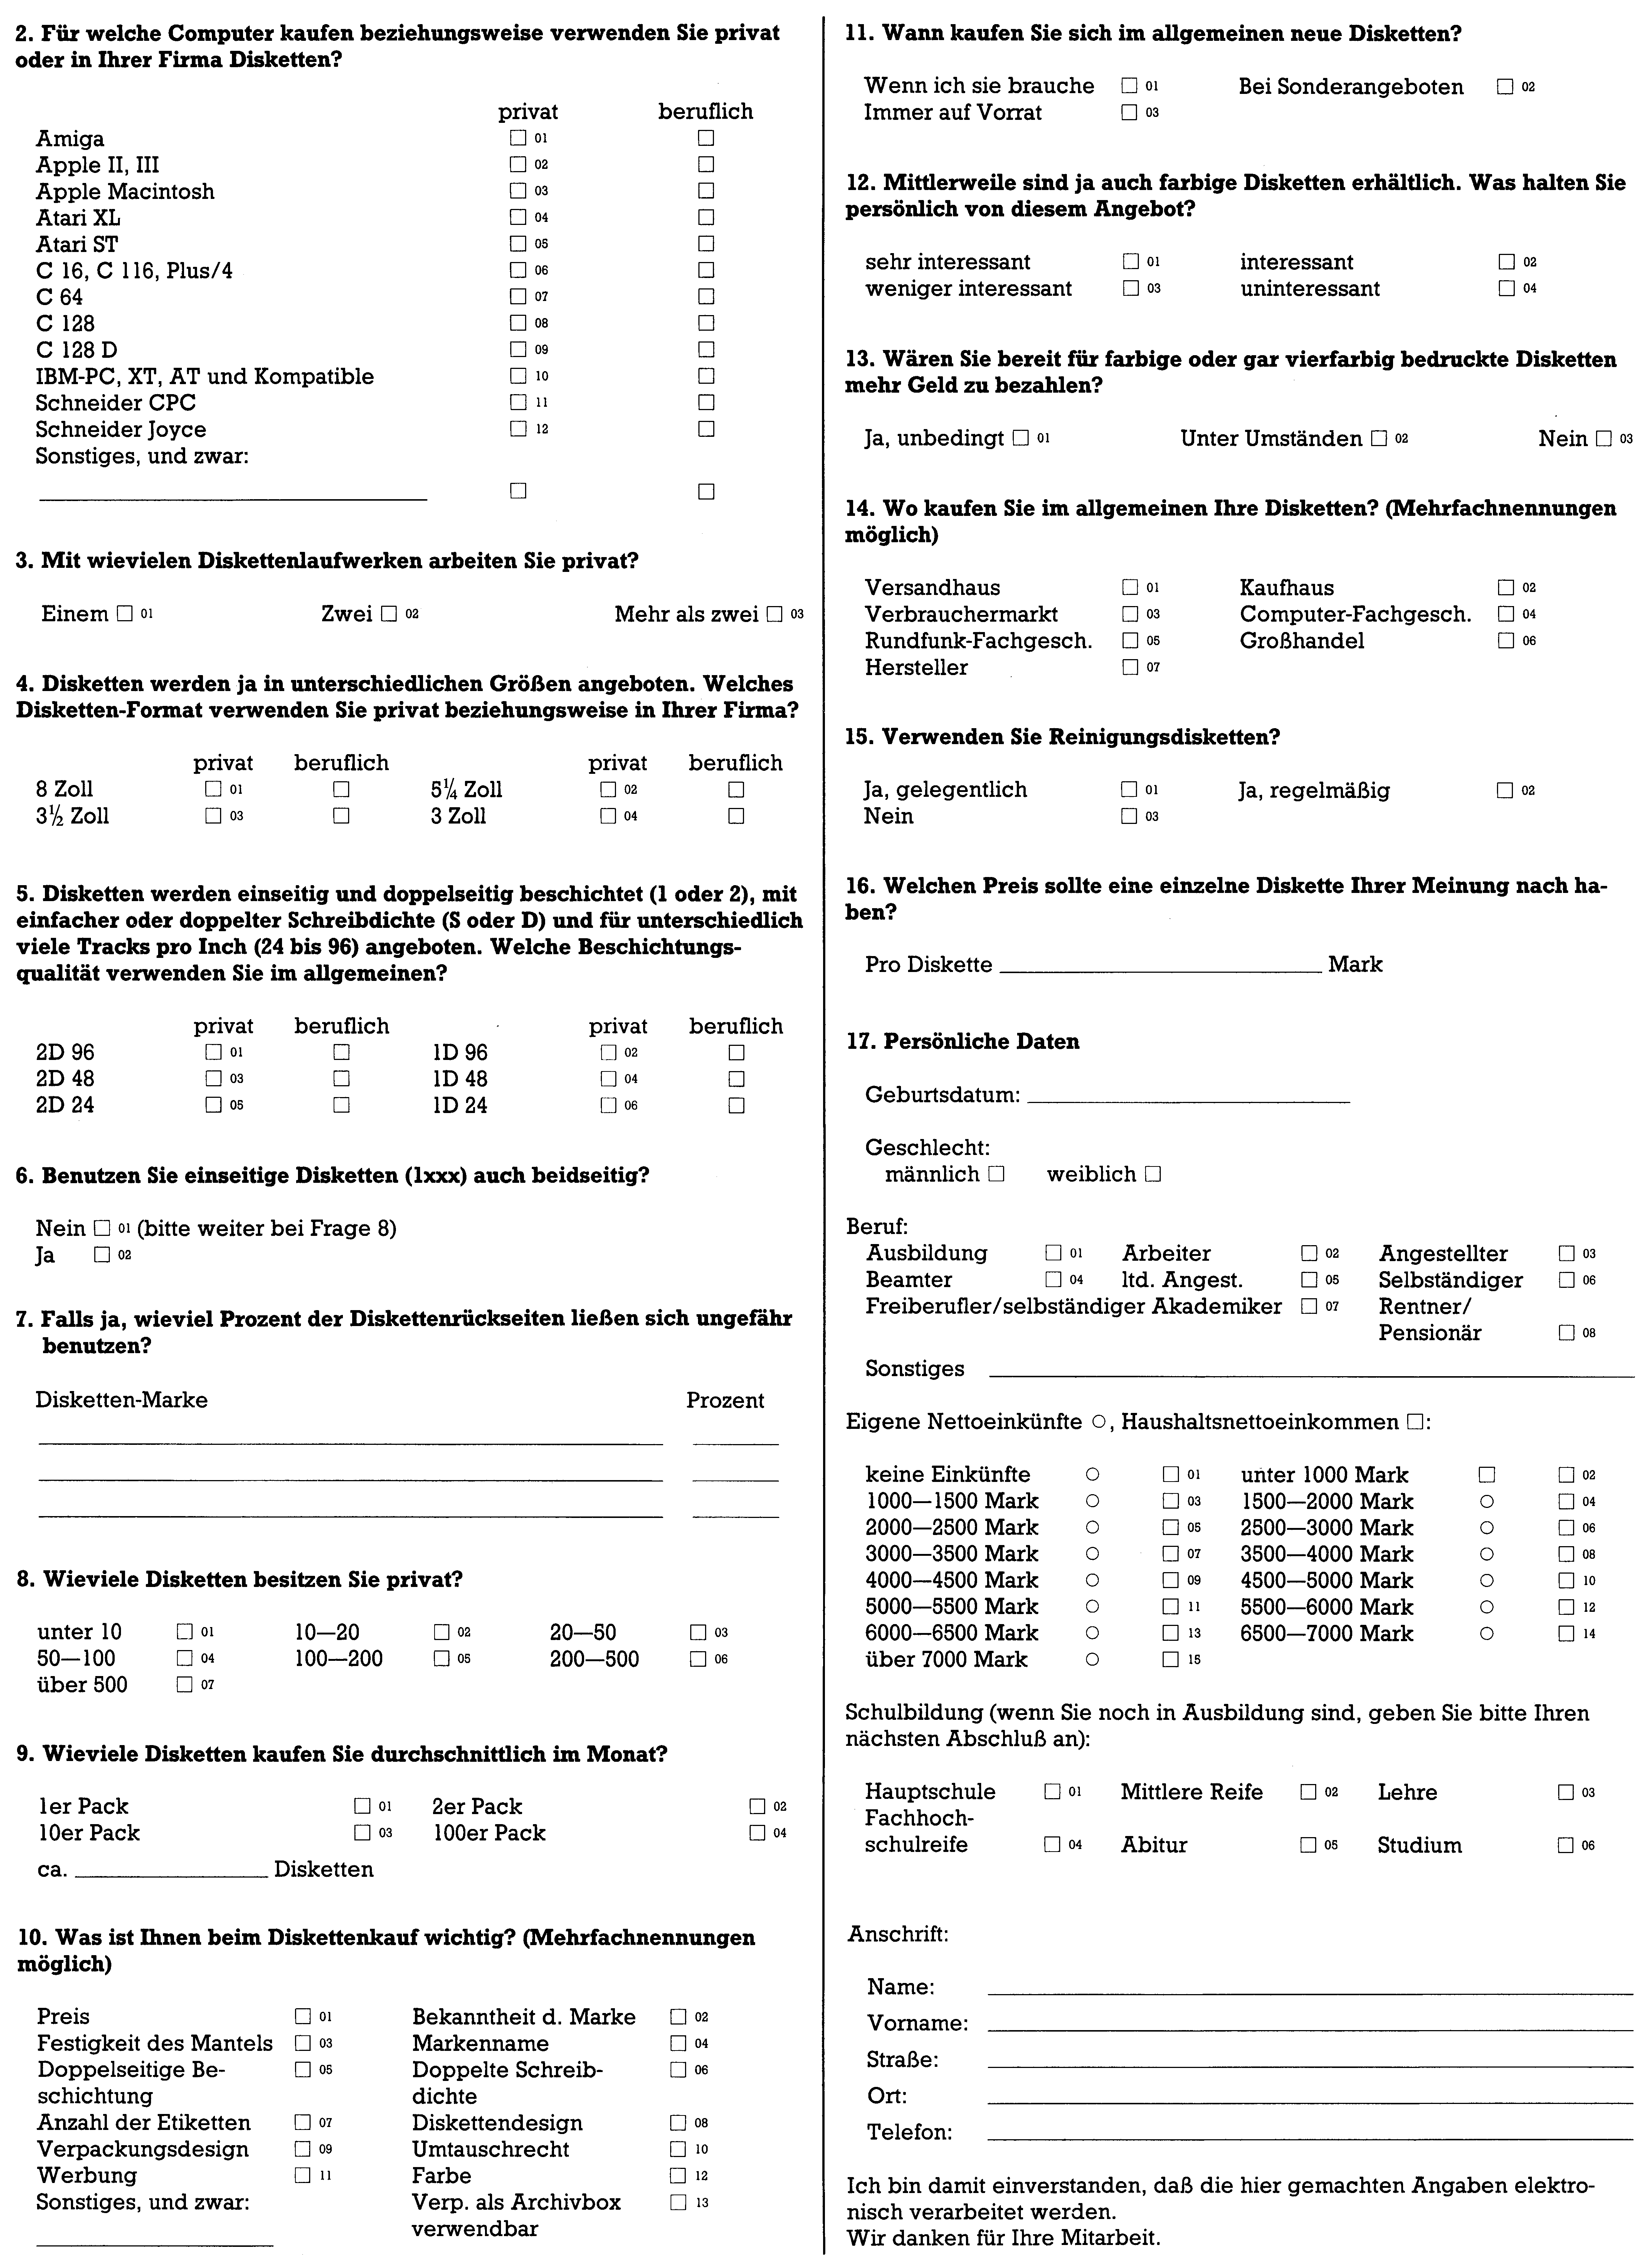 2. Für welche Computer kaufen beziehungsweise verwenden Sie privat
oder in Ihrer Firma Disketten?
privat beruflich
Amiga 01
Apple II, III 02
Apple Macintosh 03
Atari XL 04
Atari ST 05
C 16, C 116, Plus/4 06
C 64 07
C 128 08
C 128 D 09
IBM-PC, XT, AT und Kompatible 10
Schneider CPC 11
Schneider Joyce 12
Sonstiges, und zwar:
3. Mit wievielen Diskettenlaufwerken arbeiten Sie privat?
Einem 01 Zwei 02 Mehr als zwei 03
4. Disketten werden ja in unterschiedlichen Größen angeboten. Welches
Disketten-Format verwenden Sie privat beziehungsweise in Ihrer Firma?
privat beruflich privat beruflich
8 Zoll 01 5¼ Zoll 02
3½ Zoll 03 3 Zoll 04
5. Disketten werden einseitig und doppelseitig beschichtet (1 oder 2), mit
einfacher oder doppelter Schreibdichte (S oder D) und für unterschiedlich
viele Tracks pro Inch (24 bis 96) angeboten. Welche Beschichtungs-
qualität verwenden Sie im allgemeinen?
privat beruflich privat beruflich
2D 96 01 1D 96 02
2D 48 03 1D 48 04
2D 24 05 1D 24 06
6. Benutzen Sie einseitige Disketten (1xxx) auch beidseitig?
Nein 01 (bitte weiter bei Frage 8)
Ja 02
7. Falls ja, wieviel Prozent der Diskettenrückseiten ließen sich ungefähr
benutzen?
Disketten-Marke Prozent
8. Wieviele Disketten besitzen Sie privat?
unter 10 01 10—20 02 20—50 03
50—100 04 100—200 05 200—500 06
über 500 07
9. Wieviele Disketten kaufen Sie durchschnittlich im Monat?
1er Pack 01 2er Pack 02
10er Pack 03 100er Pack 04
ca. Disketten
10. Was ist Ihnen beim Diskettenkauf wichtig? (Mehrfachnennungen
möglich)
Preis 01 Bekanntheit d. Marke 02
Festigkeit des Mantels 03 Markenname 04
Doppelseitige Be- 05 Doppelte Schreib- 06
schichtung dichte
Anzahl der Etiketten 07 Diskettendesign 08
Verpackungsdesign 09 Umtauschrecht 10
Werbung 11 Farbe 12
Sonstiges, und zwar: Verp. als Archivbox 13
verwendbar
11. Wann kaufen Sie sich im allgemeinen neue Disketten?
Wenn ich sie brauche 01 Bei Sonderangeboten 02
Immer auf Vorrat 03
12. Mittlerweile sind ja auch farbige Disketten erhältlich. Was halten Sie
persönlich von diesem Angebot?
sehr interessant 01 interessant 02
weniger interessant 03 uninteressant 04
13. Wären Sie bereit für farbige oder gar vierfarbig bedruckte Disketten
mehr Geld zu bezahlen?
Ja, unbedingt 01 Unter Umständen 02 Nein 03
14. Wo kaufen Sie im allgemeinen Ihre Disketten? (Mehrfachnennungen
möglich)
Versandhaus 01 Kaufhaus 02
Verbrauchermarkt 03 Computer-Fachgesch. 04
Rundfunk-Fachgesch. 05 Großhandel 06
Hersteller 07
15. Verwenden Sie Reinigungsdisketten?
Ja, gelegentlich 01 Ja, regelmäßig 02
Nein 03
16. Welchen Preis sollte eine einzelne Diskette Ihrer Meinung nach ha-
ben?
Pro Diskette Mark
17. Persönliche Daten
Geburtsdatum:
Geschlecht:
männlich weiblich
Beruf:
Ausbildung 01 Arbeiter 02 Angestellter 03
Beamter 04 ltd. Angest. 05 Selbständiger 06
Freiberufler/selbständiger Akademiker 07 Rentner/
Pensionär 08
Sonstiges
Eigene Nettoeinkünfte ○, Haushaltsnettoeinkommen □:
keine Einkünfte 01 unter 1000 Mark 02
1000—1500 Mark 03 1500—2000 Mark 04
2000—2500 Mark 05 2500—3000 Mark 06
3000—3500 Mark 07 3500—4000 Mark 08
4000—4500 Mark 09 4500—5000 Mark 10
5000—5500 Mark 11 5500—6000 Mark 12
6000—6500 Mark 13 6500—7000 Mark 14
über 7000 Mark 15
Schulbildung (wenn Sie noch in Ausbildung sind, geben Sie bitte Ihren
nächsten Abschluß an):
Hauptschule 01 Mittlere Reife 02 Lehre 03
Fachhoch-
schulreife 04 Abitur 05 Studium 06
Anschrift:
Name:
Vorname:
Straße:
Ort:
Telefon:
Ich bin damit einverstanden, daß die hier gemachten Angaben elektro-
nisch verarbeitet werden.
Wir danken für Ihre Mitarbeit.